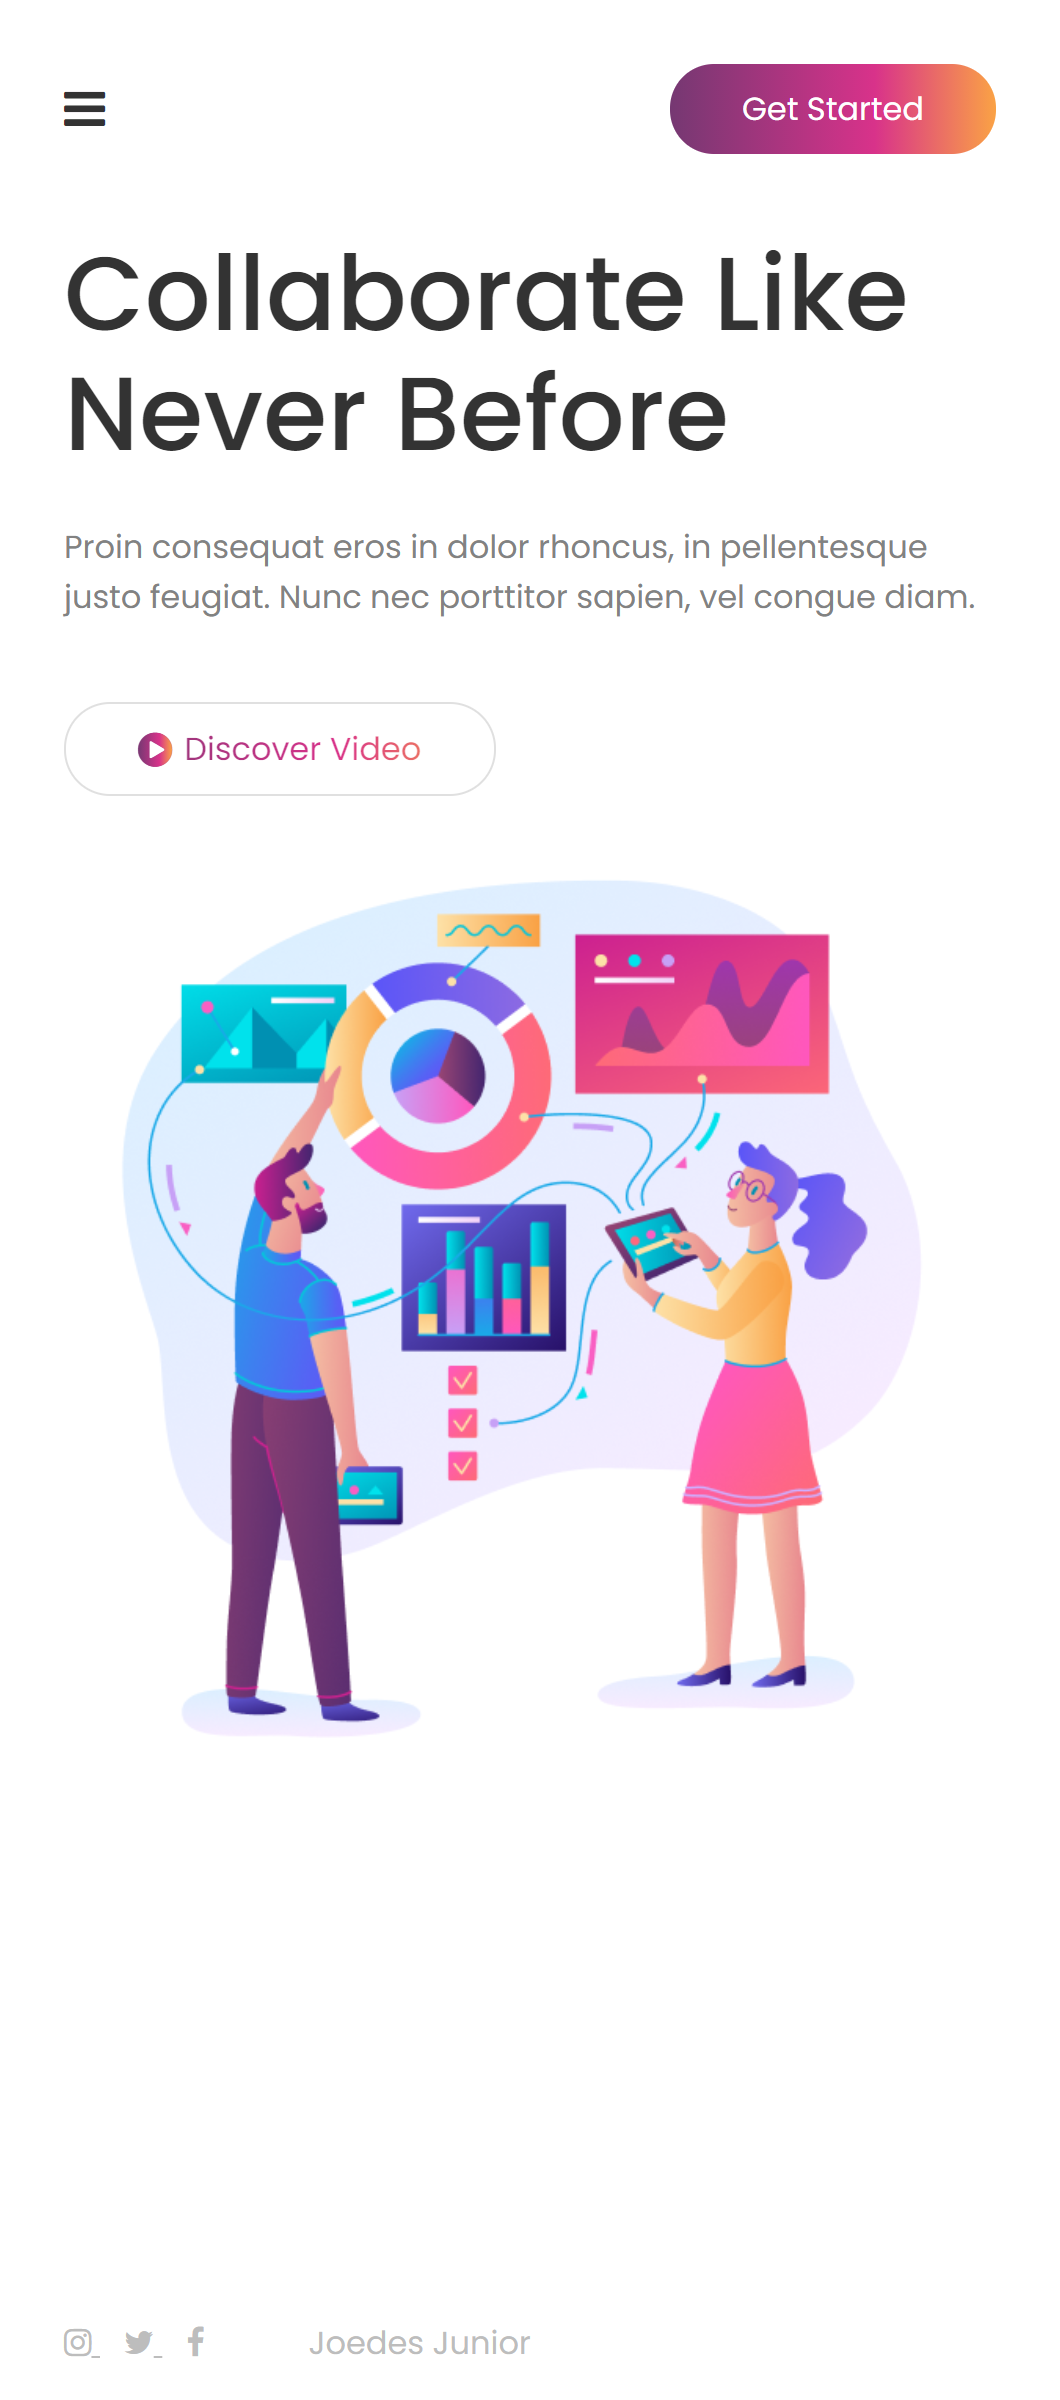 Get Started
Collaborate Like
Never Before
Proin consequat eros in dolor rhoncus, in pellentesque
justo feugiat. Nunc nec porttitor sapien, vel congue diam.
Discover Video
Joedes Junior